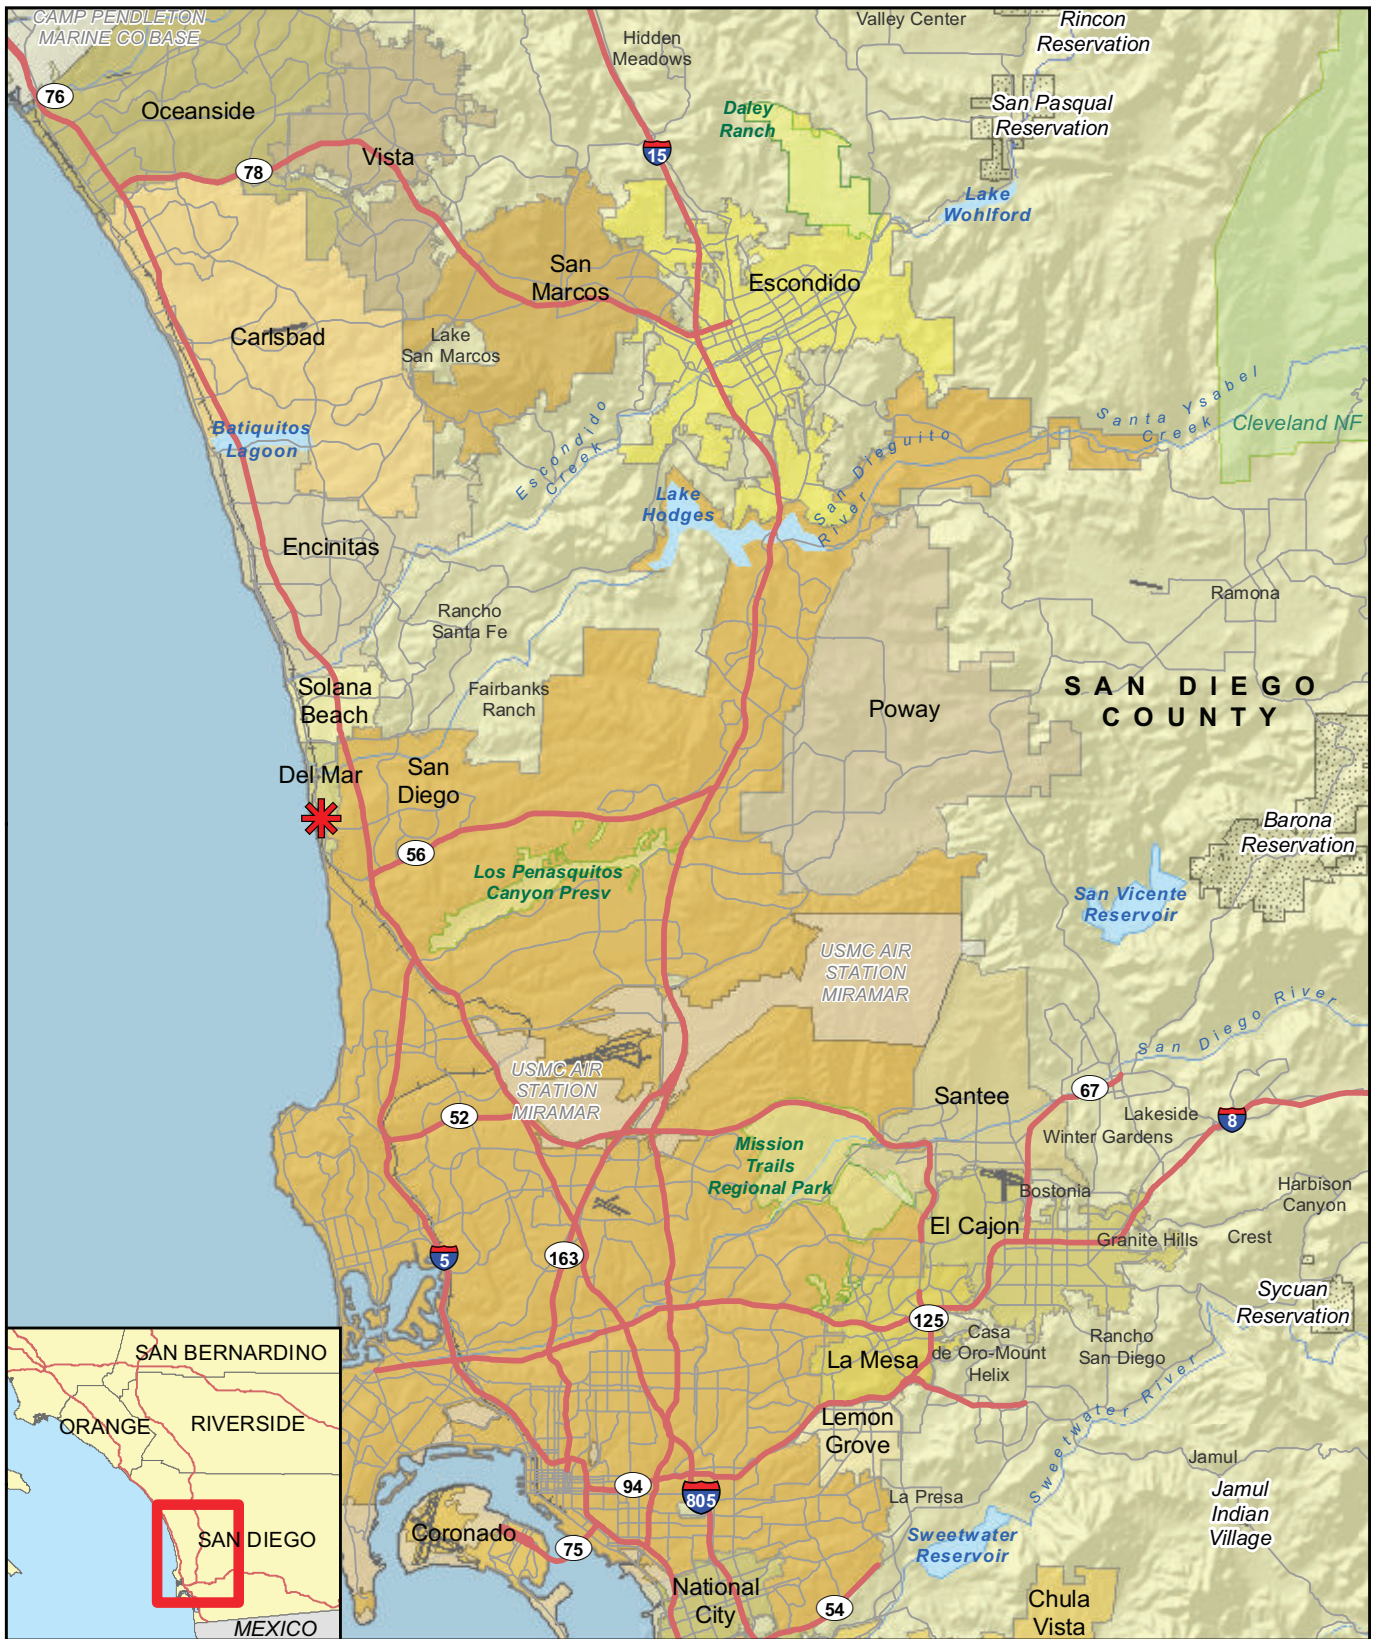 CAMP PENDLETON
MARINE CO BASE
Valley Center
Rincon
Reservation
Hidden
Meadows
76
Oceanside
Daley
Ranch
San Pasqual
Reservation
15
Vista
78
Lake
Wohlford
San
Marcos
Escondido
Carlsbad
Lake
San Marcos
Santa Ysabel
Creek
Cleveland NF
Batiquitos
Lagoon
Escondido
Creek
San Dieguito
River
Lake
Hodges
Encinitas
Ramona
Rancho
Santa Fe
Solana
Beach
Fairbanks
Ranch
Poway
SAN DIEGO
COUNTY
Del Mar
San
Diego
Barona
Reservation
56
Los Penasquitos
Canyon Presv
San Vicente
Reservoir
USMC AIR
STATION
MIRAMAR
San Diego River
USMC AIR
STATION
MIRAMAR
Santee
67
Lakeside
8
52
Winter Gardens
Mission
Trails
Regional Park
Bostonia
Harbison
Canyon
El Cajon
Granite Hills
Crest
5
163
Sycuan
Reservation
125
Casa
de Oro-Mount
Helix
Rancho
San Diego
La Mesa
Sweetwater River
Lemon
Grove
Jamul
94
805
La Presa
Jamul
Indian
Village
Coronado
75
Sweetwater
Reservoir
National
City
54
Chula
Vista
SAN BERNARDINO
ORANGE
RIVERSIDE
SAN DIEGO
MEXICO